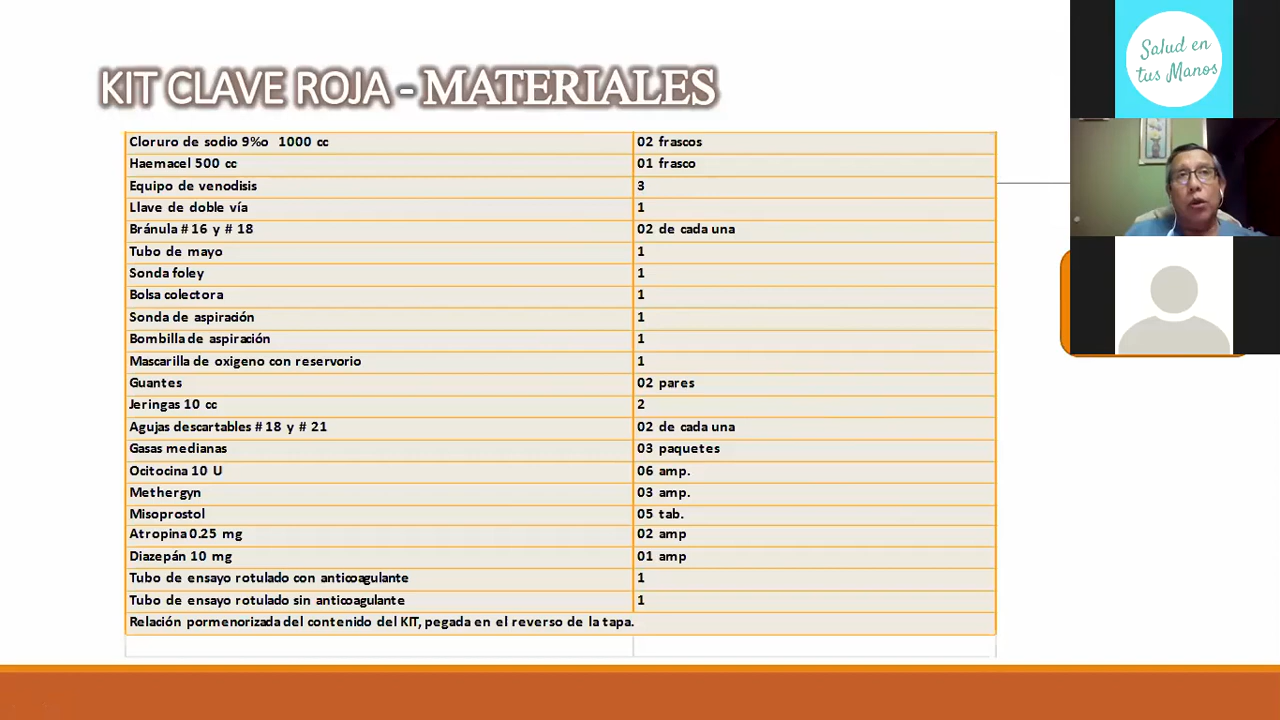 KIT CLAVE ROJA - MATERIALES
Cloruro de sodio 9%o 1000 cc 02 frascos
Haemacel 500 cc 01 frasco
Equipo de venodisis 3
Llave de doble vía 1
Bránula # 16 y # 18 02 de cada una
Tubo de mayo 1
Sonda foley 1
Bolsa colectora 1
Sonda de aspiración 1
Bombilla de aspiración 1
Mascarilla de oxigeno con reservorio 1
Guantes 02 pares
Jeringas 10 cc 2
Agujas descartables # 18 y # 21 02 de cada una
Gasas medianas 03 paquetes
Ocitocina 10 U 06 amp.
Methergyn 03 amp.
Misoprostol 05 tab.
Atropina 0.25 mg 02 amp
Diazepán 10 mg 01 amp
Tubo de ensayo rotulado con anticoagulante 1
Tubo de ensayo rotulado sin anticoagulante 1
Relación pormenorizada del contenido del KIT, pegada en el reverso de la tapa.
Salud en
tus Manos